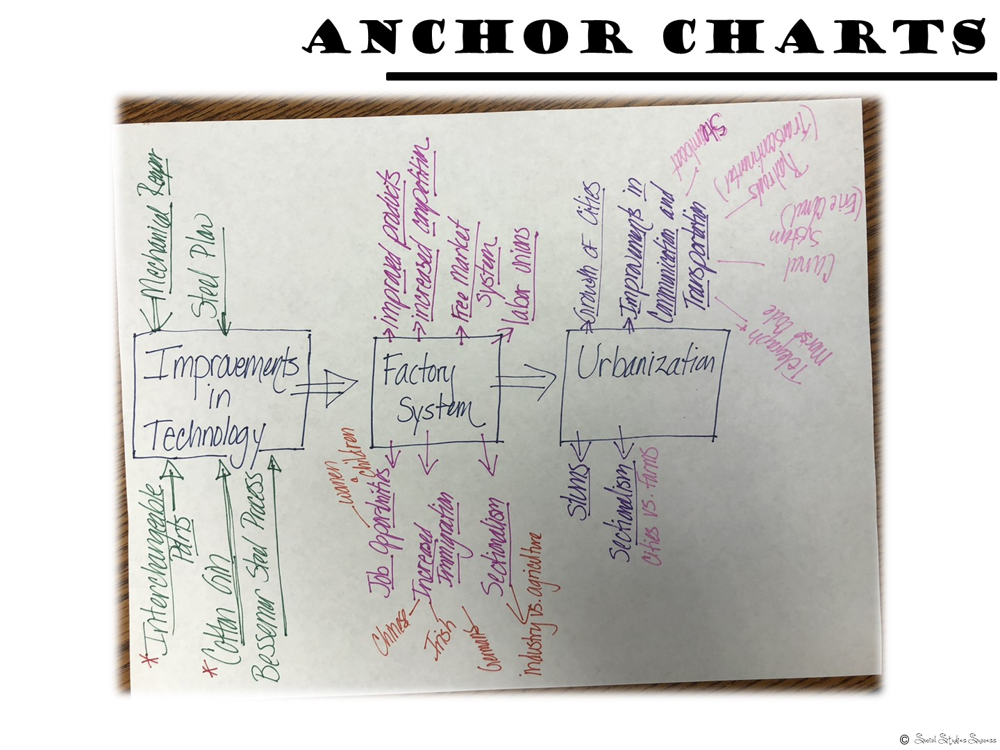 ANCHOR CHARTS
Mechanical Reaper
Steel Plow
Improvements
in
Technology
* Interchangeable
Parts
* Cotton Gin
Bessemer Steel Process
improved products
increased competition
Free Market
System
labor unions
Factory
System
women
&
children
Job Opportunities
Increased
Immigration
Chinese
Irish
Germans
Sectionalism
industry vs. agriculture
Growth of Cities
Improvements in
Communication and
Transportation
Steamboat
Railroads
(Transcontinental)
Canal
System
(Erie Canal)
Telegraph +
Morse Code
Urbanization
Slums
Sectionalism
Cities vs. Farms
© Social Studies Success